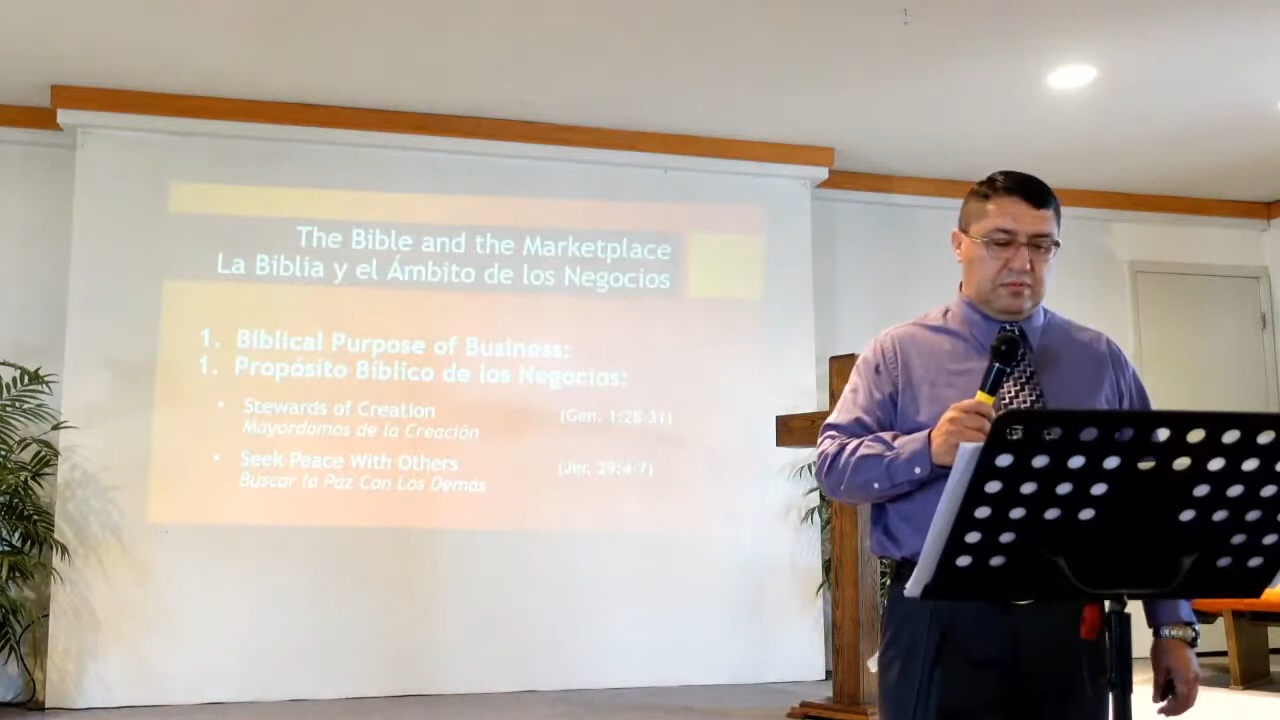 The Bible and the Marketplace
La Biblia y el Ámbito de los Negocios
1. Biblical Purpose of Business:
1. Propósito Bíblico de los Negocios:
• Stewards of Creation (Gen. 1:28-31)
Mayordomos de la Creación
• Seek Peace With Others (Jer. 29:4-7)
Buscar la Paz Con Los Demás